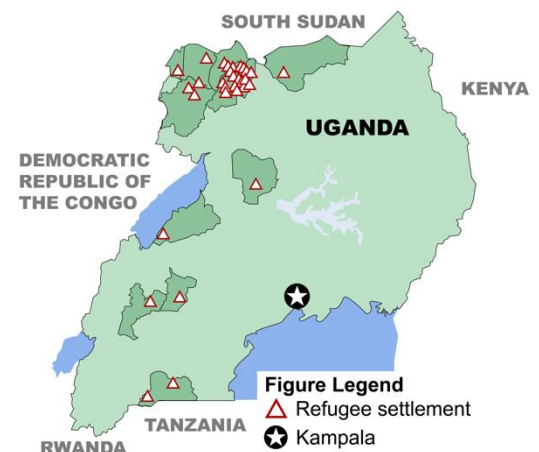 SOUTH SUDAN
KENYA
UGANDA
DEMOCRATIC
REPUBLIC OF
THE CONGO
Figure Legend
Refugee settlement
Kampala
TANZANIA
RWANDA